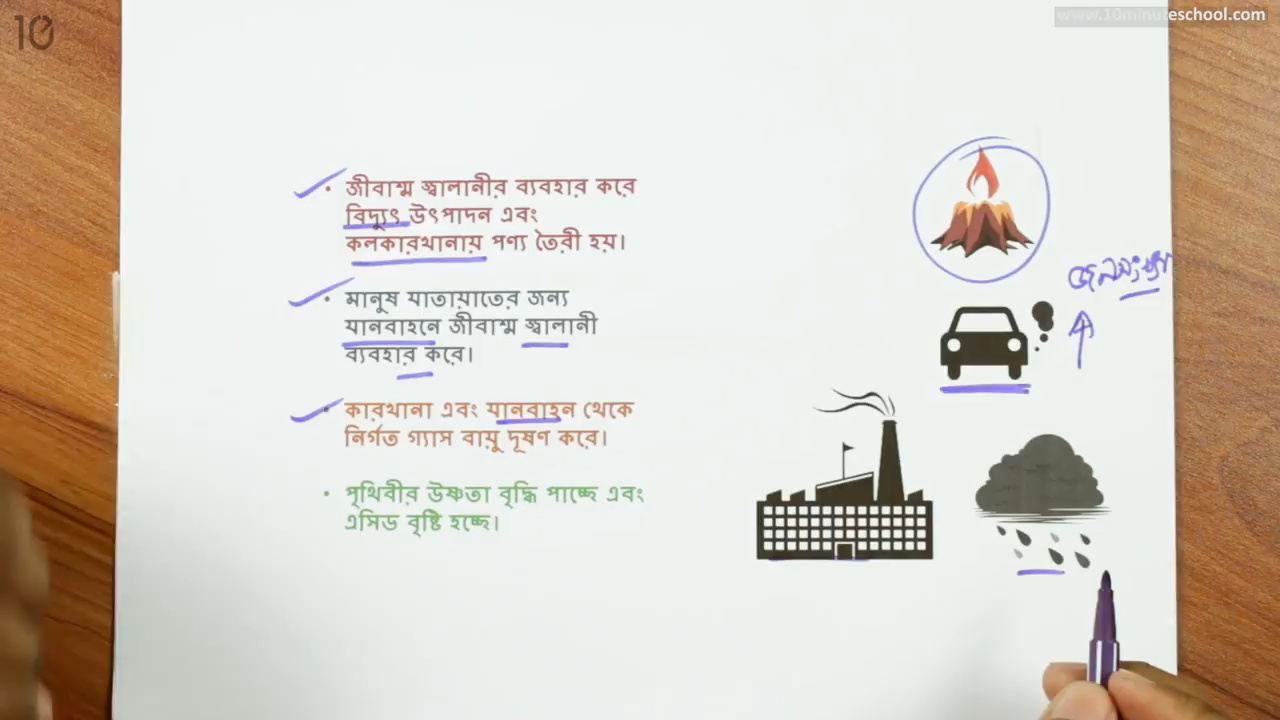 10
www.10minuteschool.com
জীবাশ্ম জ্বালানীর ব্যবহার করে
বিদ্যুৎ উৎপাদন এবং
কলকারখানায় পণ্য তৈরী হয়।
মানুষ যাতায়াতের জন্য
যানবাহনে জীবাশ্ম জ্বালানী
ব্যবহার করে।
কারখানা এবং যানবাহন থেকে
নির্গত গ্যাস বায়ু দূষণ করে।
পৃথিবীর উষ্ণতা বৃদ্ধি পাচ্ছে এবং
এসিড বৃষ্টি হচ্ছে।
জনসংখ্যা